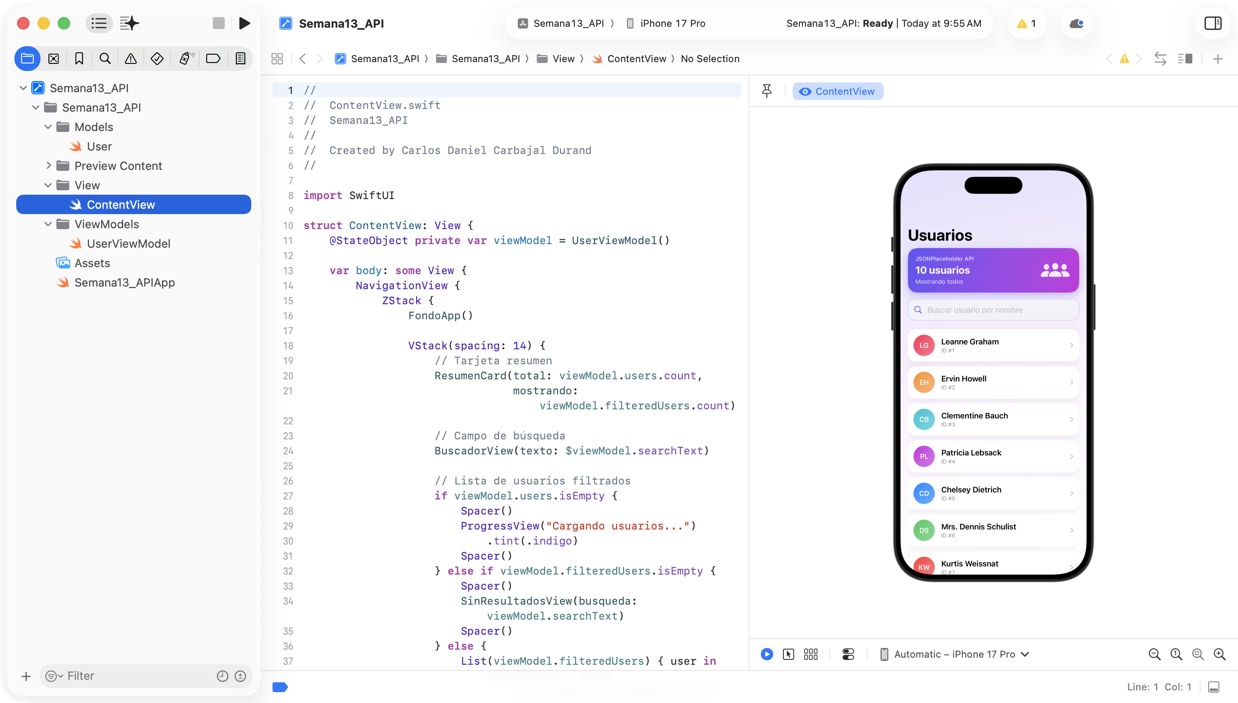 Semana13_API
Semana13_API 〉 iPhone 17 Pro
Semana13_API: Ready | Today at 9:55 AM
1
Semana13_API
Semana13_API
Models
User
Preview Content
View
ContentView
ViewModels
UserViewModel
Assets
Semana13_APIApp
Filter
Semana13_API 〉 Semana13_API 〉 View 〉 ContentView 〉 No Selection
1 //
2 //  ContentView.swift
3 //  Semana13_API
4 //
5 //  Created by Carlos Daniel Carbajal Durand
6 //
7
8 import SwiftUI
9
10 struct ContentView: View {
11     @StateObject private var viewModel = UserViewModel()
12
13     var body: some View {
14         NavigationView {
15             ZStack {
16                 FondoApp()
17
18                 VStack(spacing: 14) {
19                     // Tarjeta resumen
20                     ResumenCard(total: viewModel.users.count,
21                                 mostrando:
viewModel.filteredUsers.count)
22
23                     // Campo de búsqueda
24                     BuscadorView(texto: $viewModel.searchText)
25
26                     // Lista de usuarios filtrados
27                     if viewModel.users.isEmpty {
28                         Spacer()
29                         ProgressView("Cargando usuarios...")
30                             .tint(.indigo)
31                         Spacer()
32                     } else if viewModel.filteredUsers.isEmpty {
33                         Spacer()
34                         SinResultadosView(busqueda:
viewModel.searchText)
35                         Spacer()
36                     } else {
37                         List(viewModel.filteredUsers) { user in
ContentView
Usuarios
JSONPlaceholder API
10 usuarios
Mostrando todos
Buscar usuario por nombre
LG Leanne Graham
ID #1
EH Ervin Howell
ID #2
CB Clementine Bauch
ID #3
PL Patricia Lebsack
ID #4
CD Chelsey Dietrich
ID #5
DS Mrs. Dennis Schulist
ID #6
KW Kurtis Weissnat
ID #7
Automatic – iPhone 17 Pro
Line: 1  Col: 1